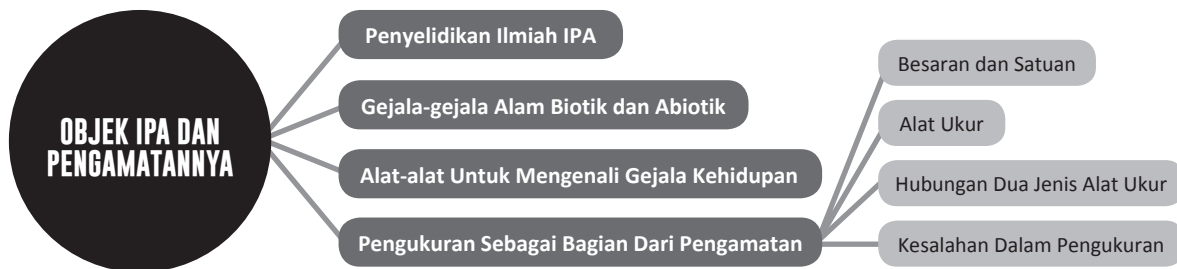 OBJEK IPA DAN
PENGAMATANNYA
Penyelidikan Ilmiah IPA
Gejala-gejala Alam Biotik dan Abiotik
Alat-alat Untuk Mengenali Gejala Kehidupan
Pengukuran Sebagai Bagian Dari Pengamatan
Besaran dan Satuan
Alat Ukur
Hubungan Dua Jenis Alat Ukur
Kesalahan Dalam Pengukuran